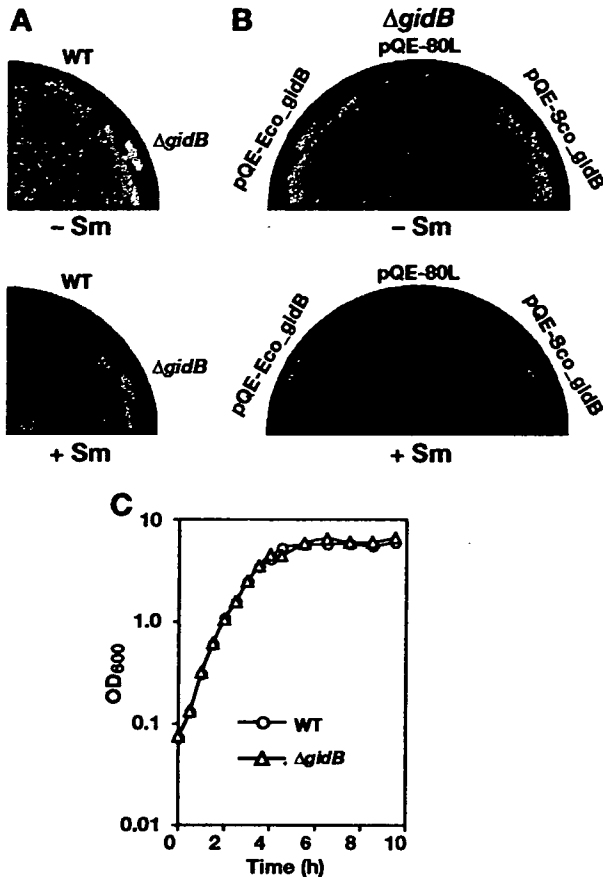 A
WT
ΔgidB
– Sm
WT
ΔgidB
+ Sm
B
ΔgidB
pQE-80L
pQE-Eco_gidB
pQE-Sco_gidB
– Sm
pQE-80L
pQE-Eco_gidB
pQE-Sco_gidB
+ Sm
C
10
1.0
0.1
0.01
OD600
WT
ΔgidB
0 2 4 6 8 10
Time (h)